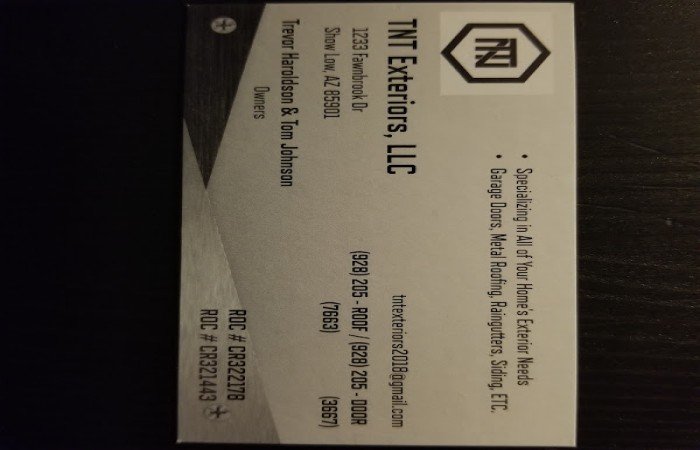 TNT
• Specializing in All of Your Home's Exterior Needs
• Garage Doors, Metal Roofing, Raingutters, Siding, ETC.
TNT Exteriors, LLC
1233 Fawnbrook Dr
Show Low, AZ 85901
tntexteriors2018@gmail.com
(928) 205 - ROOF / (928) 205 - DOOR
(7663) (3667)
Trevor Haroldson & Tom Johnson
Owners
ROC # CR322178
ROC # CR321443